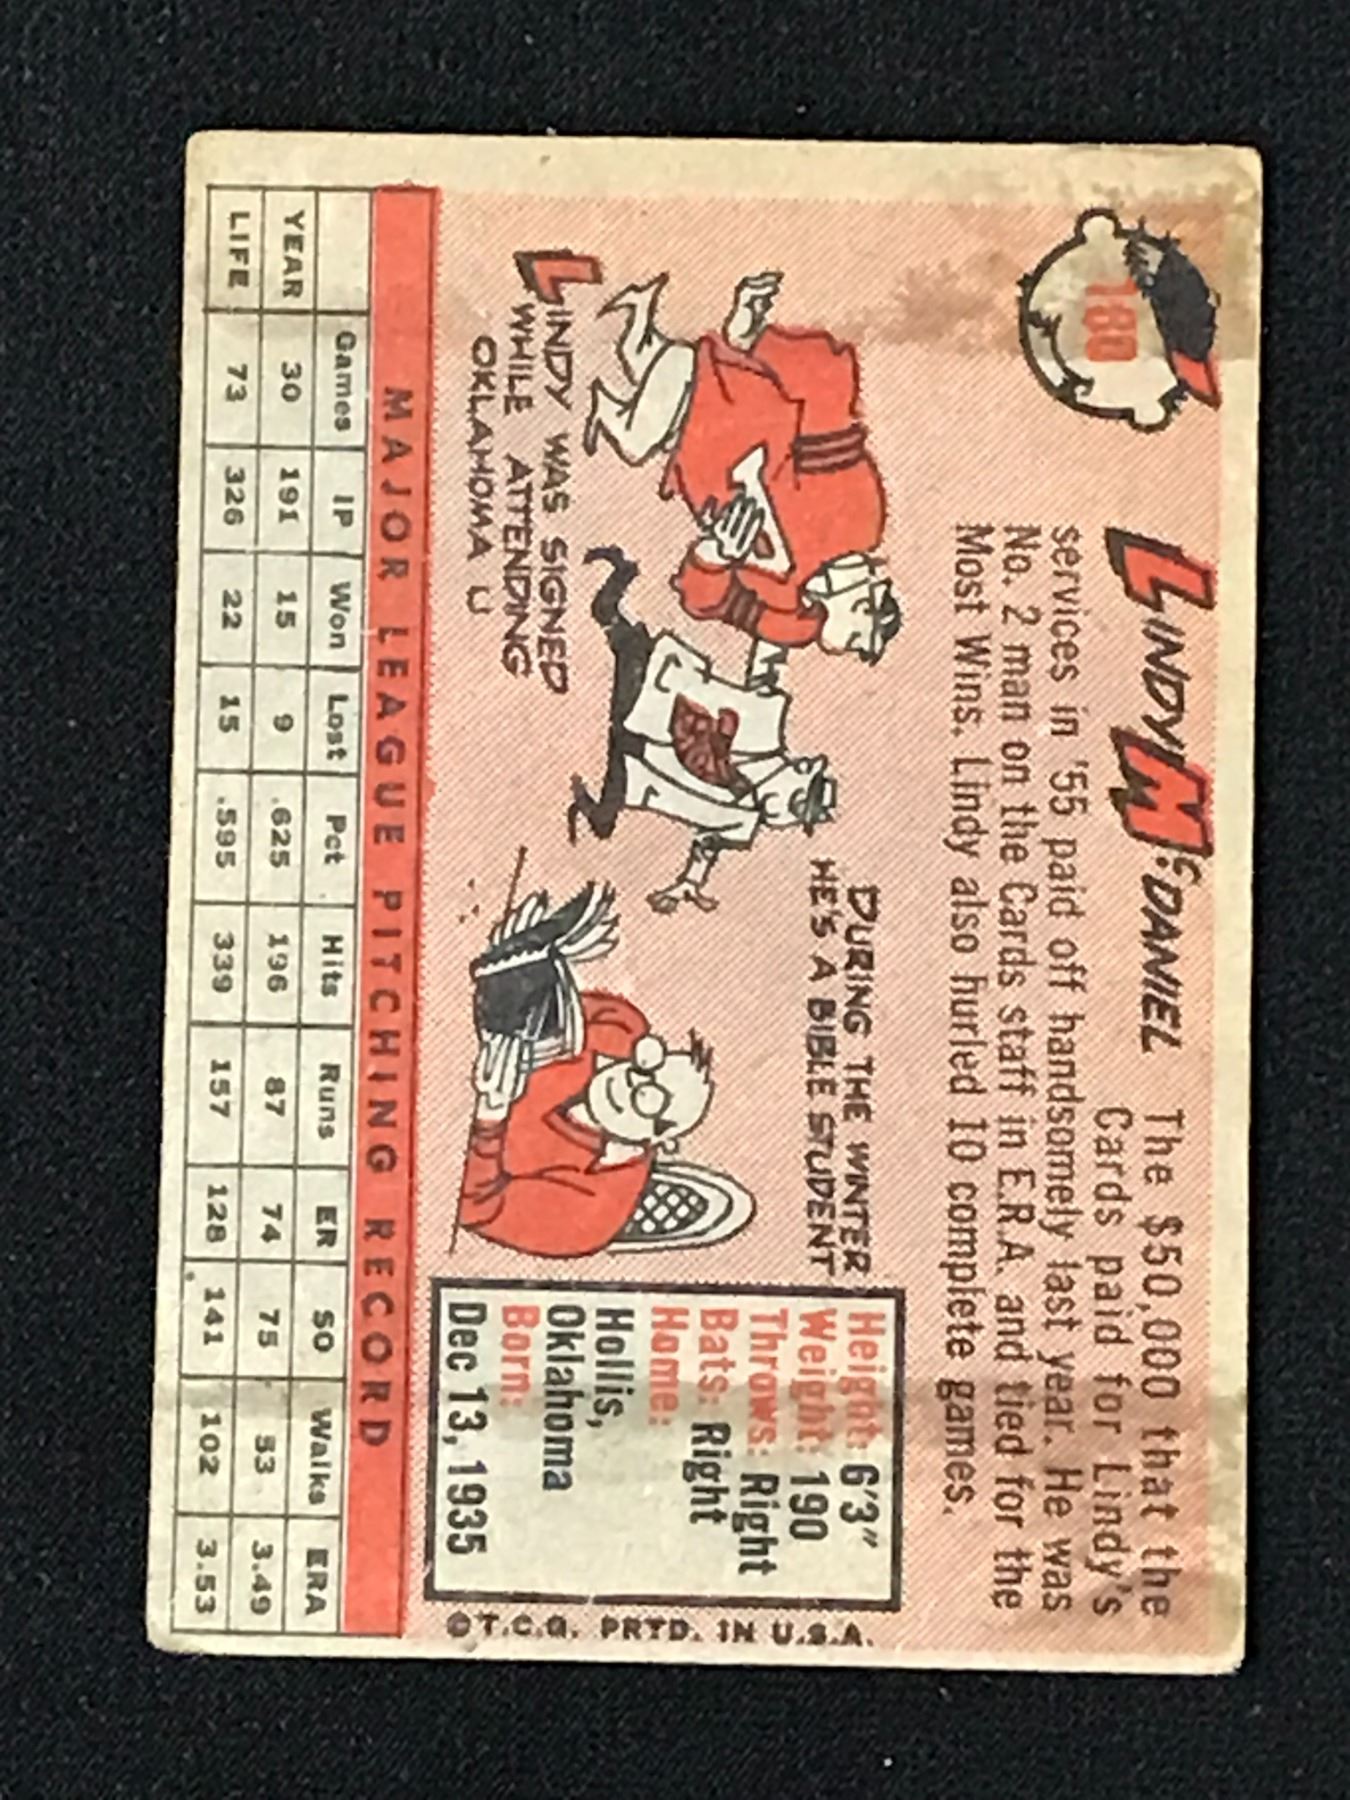 180
LINDY McDANIEL
The $50,000 that the
Cards paid for Lindy's
services in '55 paid off handsomely last year. He was
No. 2 man on the Cards staff in E.R.A. and tied for the
Most Wins. Lindy also hurled 10 complete games.
LINDY WAS SIGNED
WHILE ATTENDING
OKLAHOMA U
DURING THE WINTER
HE'S A BIBLE STUDENT
Height: 6'3"
Weight: 190
Throws: Right
Bats: Right
Home:
Hollis,
Oklahoma
Born:
Dec 13, 1935
©T.C.G. PRTD. IN U.S.A.
MAJOR LEAGUE PITCHING RECORD
Games IP Won Lost Pct Hits Runs ER SO Walks ERA
YEAR 30 191 15 9 .625 196 87 74 75 53 3.49
LIFE 73 326 22 15 .595 339 157 128 141 102 3.53